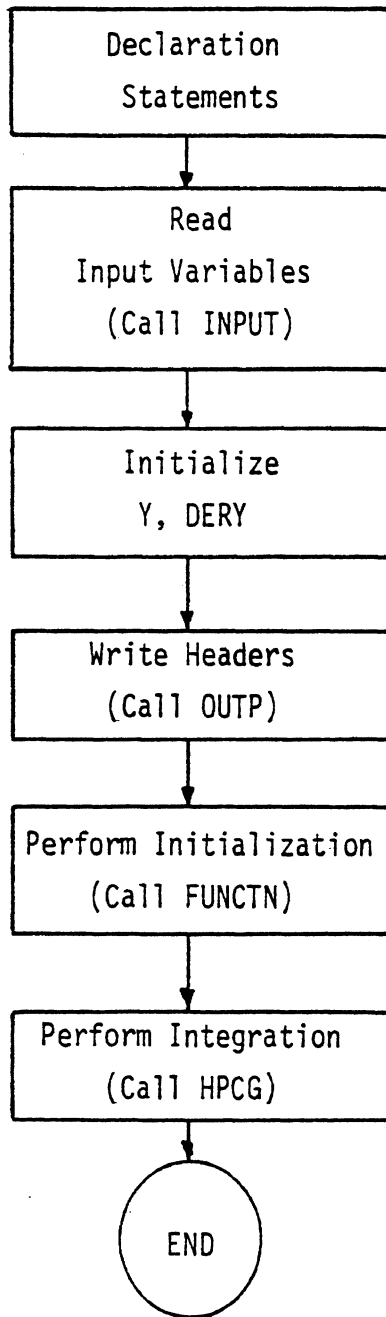 Declaration
Statements
Read
Input Variables
(Call INPUT)
Initialize
Y, DERY
Write Headers
(Call OUTP)
Perform Initialization
(Call FUNCTN)
Perform Integration
(Call HPCG)
END